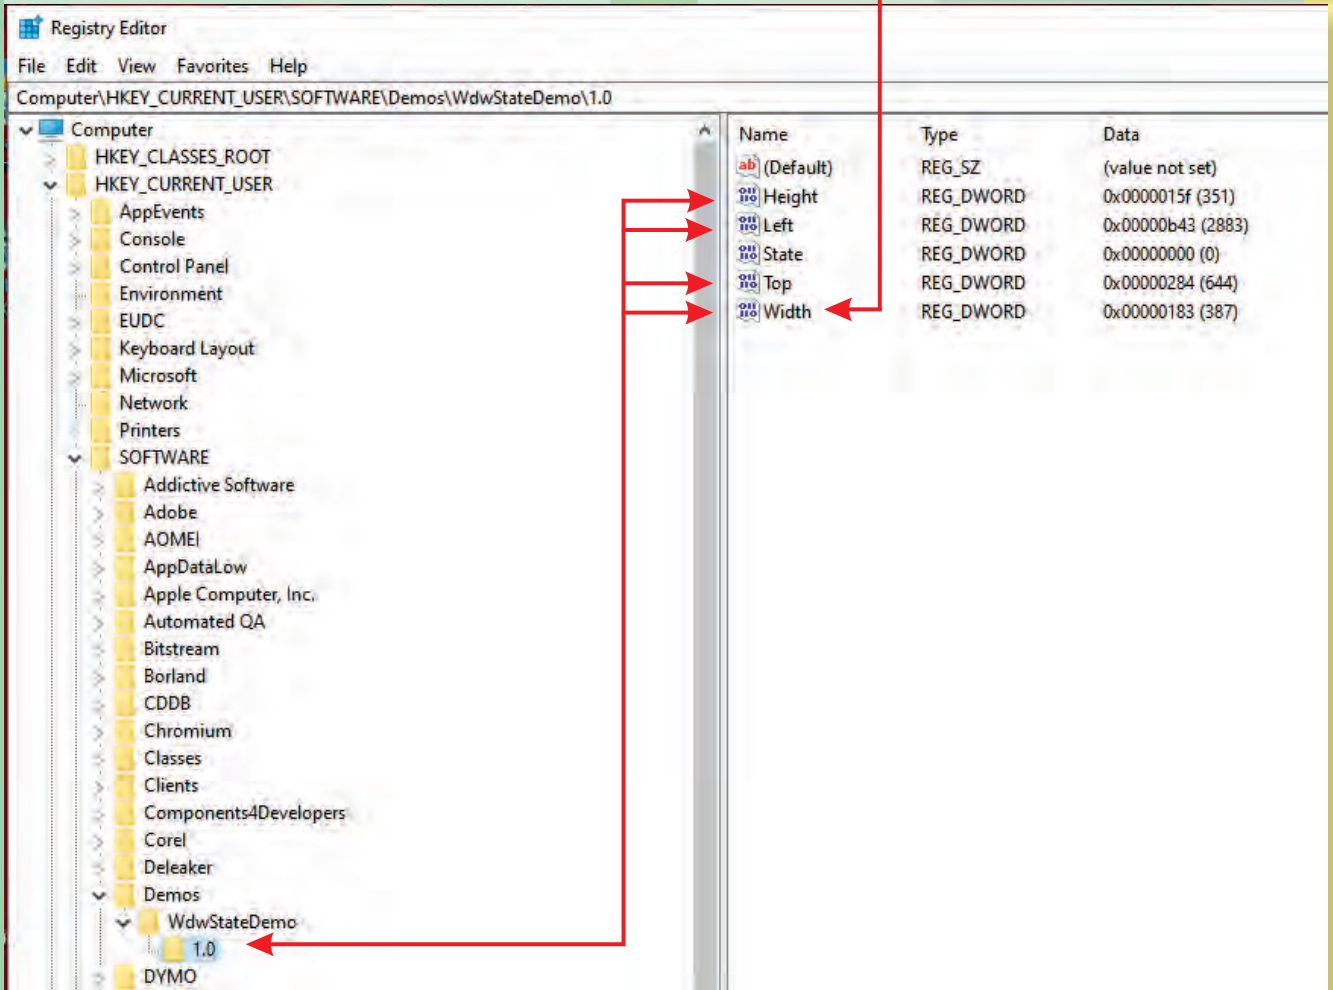 Registry Editor
File Edit View Favorites Help
Computer\HKEY_CURRENT_USER\SOFTWARE\Demos\WdwStateDemo\1.0
Computer
HKEY_CLASSES_ROOT
HKEY_CURRENT_USER
AppEvents
Console
Control Panel
Environment
EUDC
Keyboard Layout
Microsoft
Network
Printers
SOFTWARE
Addictive Software
Adobe
AOMEI
AppDataLow
Apple Computer, Inc.
Automated QA
Bitstream
Borland
CDDB
Chromium
Classes
Clients
Components4Developers
Corel
Deleaker
Demos
WdwStateDemo
1.0
DYMO
Name Type Data
ab (Default) REG_SZ (value not set)
Height REG_DWORD 0x0000015f (351)
Left REG_DWORD 0x00000b43 (2883)
State REG_DWORD 0x00000000 (0)
Top REG_DWORD 0x00000284 (644)
Width REG_DWORD 0x00000183 (387)